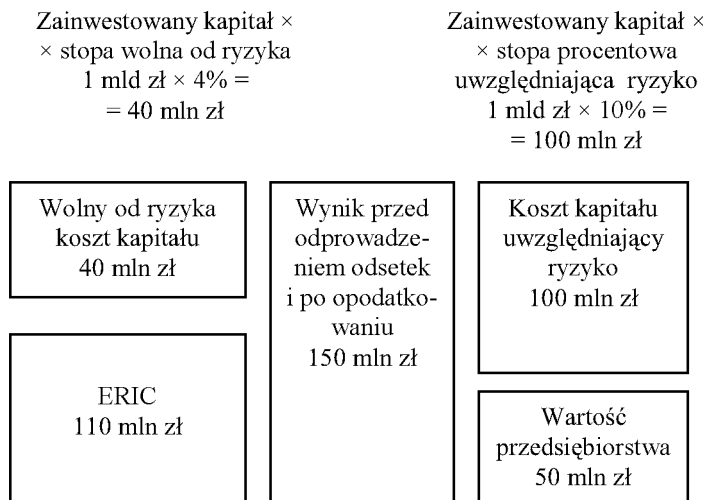 Zainwestowany kapitał ×
× stopa wolna od ryzyka
1 mld zł × 4% =
= 40 mln zł
Zainwestowany kapitał ×
× stopa procentowa
uwzględniająca ryzyko
1 mld zł × 10% =
= 100 mln zł
Wolny od ryzyka
koszt kapitału
40 mln zł
ERIC
110 mln zł
Wynik przed
odprowadze-
niem odsetek
i po opodatko-
waniu
150 mln zł
Koszt kapitału
uwzględniający
ryzyko
100 mln zł
Wartość
przedsiębiorstwa
50 mln zł